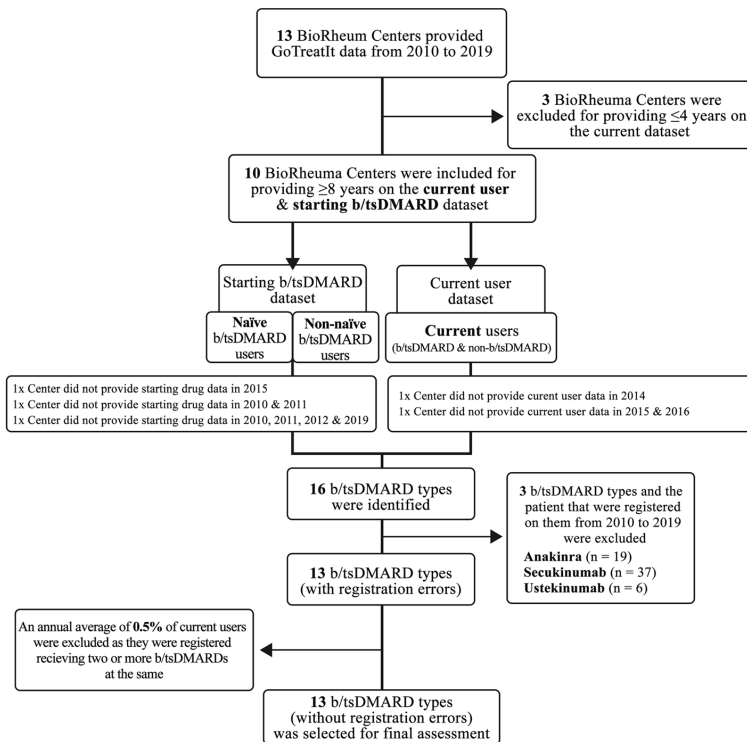 13 BioRheum Centers provided
GoTreatIt data from 2010 to 2019
3 BioRheuma Centers were
excluded for providing ≤4 years on
the current dataset
10 BioRheuma Centers were included for
providing ≥8 years on the current user
& starting b/tsDMARD dataset
Starting b/tsDMARD
dataset
Naïve
b/tsDMARD
users
Non-naïve
b/tsDMARD
users
Current user
dataset
Current users
(b/tsDMARD & non-b/tsDMARD)
1x Center did not provide starting drug data in 2015
1x Center did not provide starting drug data in 2010 & 2011
1x Center did not provide starting drug data in 2010, 2011, 2012 & 2019
1x Center did not provide curent user data in 2014
1x Center did not provide current user data in 2015 & 2016
16 b/tsDMARD types
were identified
3 b/tsDMARD types and the
patient that were registered
on them from 2010 to 2019
were excluded
Anakinra (n = 19)
Secukinumab (n = 37)
Ustekinumab (n = 6)
13 b/tsDMARD types
(with registration errors)
An annual average of 0.5% of current users
were excluded as they were registered
recieving two or more b/tsDMARDs
at the same
13 b/tsDMARD types
(without registration errors)
was selected for final assessment